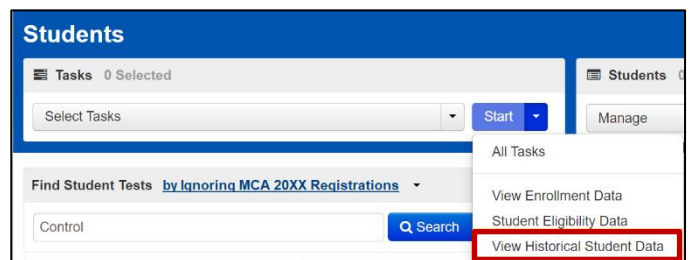 Students
Tasks 0 Selected
Students 0
Select Tasks
Start
Manage
All Tasks
Find Student Tests by Ignoring MCA 20XX Registrations
View Enrollment Data
Control
Search
Student Eligibility Data
View Historical Student Data